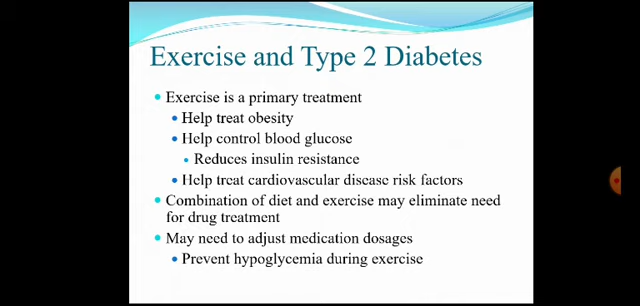 Exercise and Type 2 Diabetes
Exercise is a primary treatment
Help treat obesity
Help control blood glucose
Reduces insulin resistance
Help treat cardiovascular disease risk factors
Combination of diet and exercise may eliminate need
for drug treatment
May need to adjust medication dosages
Prevent hypoglycemia during exercise